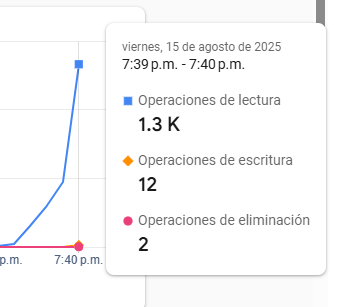 viernes, 15 de agosto de 2025
7:39 p.m. - 7:40 p.m.
Operaciones de lectura
1.3 K
Operaciones de escritura
12
Operaciones de eliminación
2
p.m.
7:40 p.m.